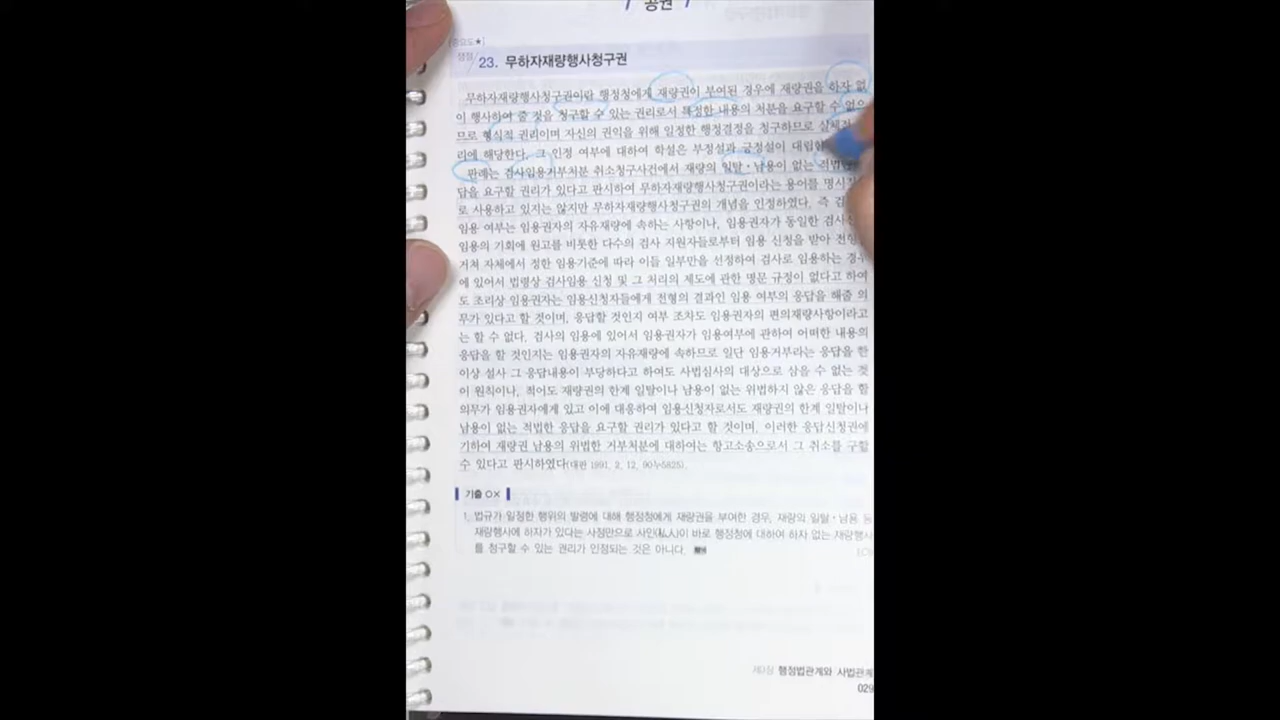 공권
[중요도★]
쟁점 23. 무하자재량행사청구권
무하자재량행사청구권이란 행정청에게 재량권이 부여된 경우에 재량권을 하자 없
이 행사하여 줄 것을 청구할 수 있는 권리로서 특정한 내용의 처분을 요구할 수 없으
므로 형식적 권리이며 자신의 권익을 위해 일정한 행정결정을 청구하므로 실체적
리에 해당한다. 그 인정 여부에 대하여 학설은 부정설과 긍정설이
판례는 검사임용거부처분 취소청구사건에서 재량의 일탈·남용이 없는 적법
답을 요구할 권리가 있다고 판시하여 무하자재량행사청구권이라는 용어를
로 사용하고 있지는 않지만 무하자재량행사청구권의 개념을 인정하였다. 즉
임용 여부는 임용권자의 자유재량에 속하는 사항이나, 임용권자가 동일한
임용의 기회에 원고를 비롯한 다수의 검사 지원자들로부터 임용 신청을 받아
거쳐 자체에서 정한 임용기준에 따라 이들 일부만을 선정하여 검사로 임용하는 경우
에 있어서 법령상 검사임용 신청 및 그 처리의 제도에 관한 명문 규정이 없다고 하여
도 조리상 임용권자는 임용신청자들에게 전형의 결과인 임용 여부의 응답을 해줄 의
무가 있다고 할 것이며, 응답할 것인지 여부 조차도 임용권자의 편의재량사항이라고
는 할 수 없다. 검사의 임용에 있어서 임용권자가 임용여부에 관하여 어떠한 내용의
응답을 할 것인지는 임용권자의 자유재량에 속하므로 일단 임용거부라는 응답을 한
이상 설사 그 응답내용이 부당하다고 하여도 사법심사의 대상으로 삼을 수 없는 것
이 원칙이나, 적어도 재량권의 한계 일탈이나 남용이 없는 위법하지 않은 응답을 할
의무가 임용권자에게 있고 이에 대응하여 임용신청자로서도 재량권의 한계 일탈이나
남용이 없는 적법한 응답을 요구할 권리가 있다고 할 것이며, 이러한 응답신청권에
기하여 재량권 남용의 위법한 거부처분에 대하여는 항고소송으로서 그 취소를 구할
수 있다고 판시하였다(대판 1991. 2. 12, 90누5825).
기출 OX
1. 법규가 일정한 행위의 발령에 대해 행정청에게 재량권을 부여한 경우, 재량의 일탈·남용 등
재량행사에 하자가 있다는 사정만으로 사인(私人)이 바로 행정청에 대하여 하자 없는 재량행사
를 청구할 수 있는 권리가 인정되는 것은 아니다.
행정법관계와 사법관계
029